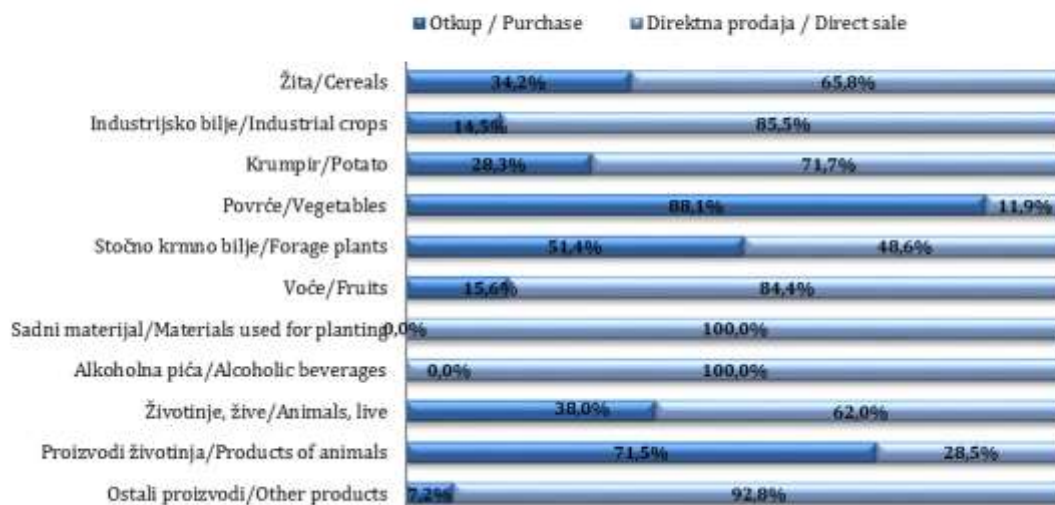 Otkup / Purchase Direktna prodaja / Direct sale
Žita/Cereals 34,2% 65,8%
Industrijsko bilje/Industrial crops 14,5% 85,5%
Krumpir/Potato 28,3% 71,7%
Povrće/Vegetables 88,1% 11,9%
Stočno krmno bilje/Forage plants 51,4% 48,6%
Voće/Fruits 15,6% 84,4%
Sadni materijal/Materials used for planting 0,0% 100,0%
Alkoholna pića/Alcoholic beverages 0,0% 100,0%
Životinje, žive/Animals, live 38,0% 62,0%
Proizvodi životinja/Products of animals 71,5% 28,5%
Ostali proizvodi/Other products 7,2% 92,8%